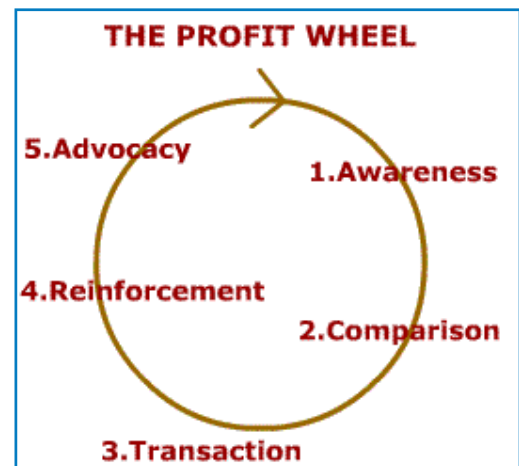 THE PROFIT WHEEL
1.Awareness
2.Comparison
3.Transaction
4.Reinforcement
5.Advocacy